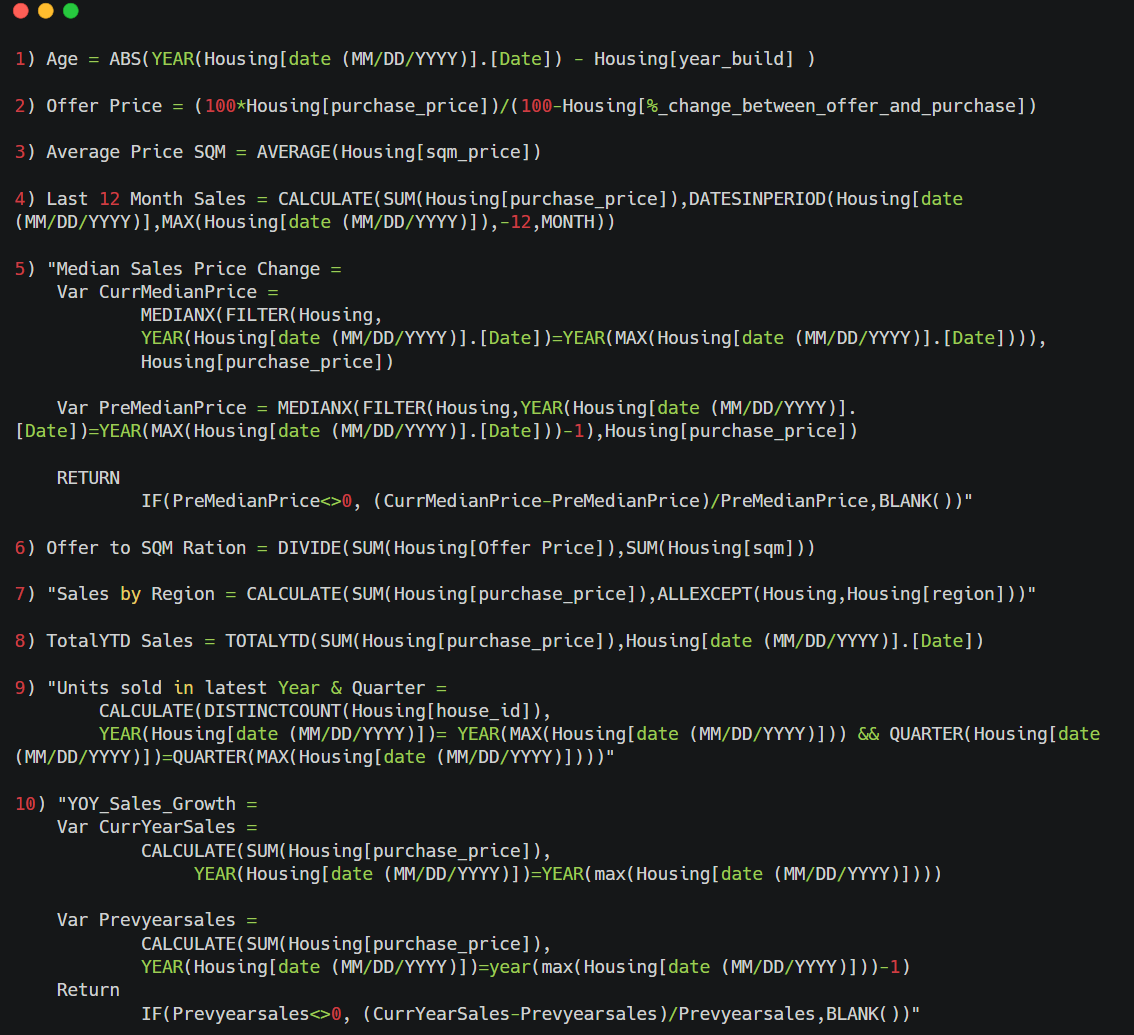 1) Age = ABS(YEAR(Housing[date (MM/DD/YYYY)].[Date]) - Housing[year_build] )
2) Offer Price = (100*Housing[purchase_price])/(100-Housing[%_change_between_offer_and_purchase])
3) Average Price SQM = AVERAGE(Housing[sqm_price])
4) Last 12 Month Sales = CALCULATE(SUM(Housing[purchase_price]),DATESINPERIOD(Housing[date
(MM/DD/YYYY)],MAX(Housing[date (MM/DD/YYYY)]),-12,MONTH))
5) "Median Sales Price Change =
Var CurrMedianPrice =
MEDIANX(FILTER(Housing,
YEAR(Housing[date (MM/DD/YYYY)].[Date])=YEAR(MAX(Housing[date (MM/DD/YYYY)].[Date]))),
Housing[purchase_price])
Var PreMedianPrice = MEDIANX(FILTER(Housing,YEAR(Housing[date (MM/DD/YYYY)].
[Date])=YEAR(MAX(Housing[date (MM/DD/YYYY)].[Date]))-1),Housing[purchase_price])
RETURN
IF(PreMedianPrice<>0, (CurrMedianPrice-PreMedianPrice)/PreMedianPrice,BLANK())"
6) Offer to SQM Ration = DIVIDE(SUM(Housing[Offer Price]),SUM(Housing[sqm]))
7) "Sales by Region = CALCULATE(SUM(Housing[purchase_price]),ALLEXCEPT(Housing,Housing[region]))"
8) TotalYTD Sales = TOTALYTD(SUM(Housing[purchase_price]),Housing[date (MM/DD/YYYY)].[Date])
9) "Units sold in latest Year & Quarter =
CALCULATE(DISTINCTCOUNT(Housing[house_id]),
YEAR(Housing[date (MM/DD/YYYY)])= YEAR(MAX(Housing[date (MM/DD/YYYY)])) && QUARTER(Housing[date
(MM/DD/YYYY)])=QUARTER(MAX(Housing[date (MM/DD/YYYY)])))"
10) "YOY_Sales_Growth =
Var CurrYearSales =
CALCULATE(SUM(Housing[purchase_price]),
YEAR(Housing[date (MM/DD/YYYY)])=YEAR(max(Housing[date (MM/DD/YYYY)])))
Var Prevyearsales =
CALCULATE(SUM(Housing[purchase_price]),
YEAR(Housing[date (MM/DD/YYYY)])=year(max(Housing[date (MM/DD/YYYY)]))-1)
Return
IF(Prevyearsales<>0, (CurrYearSales-Prevyearsales)/Prevyearsales,BLANK())"